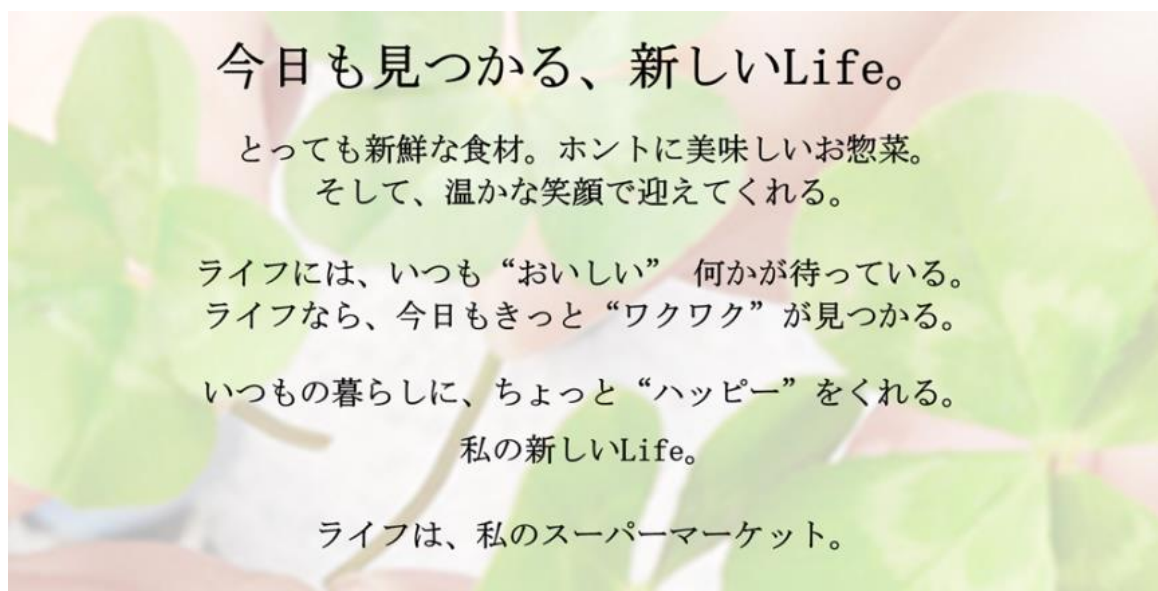 今日も見つかる、新しいLife。
とっても新鮮な食材。ホントに美味しいお惣菜。
そして、温かな笑顔で迎えてくれる。
ライフには、いつも“おいしい” 何かが待っている。
ライフなら、今日もきっと“ワクワク”が見つかる。
いつもの暮らしに、ちょっと“ハッピー”をくれる。
私の新しいLife。
ライフは、私のスーパーマーケット。